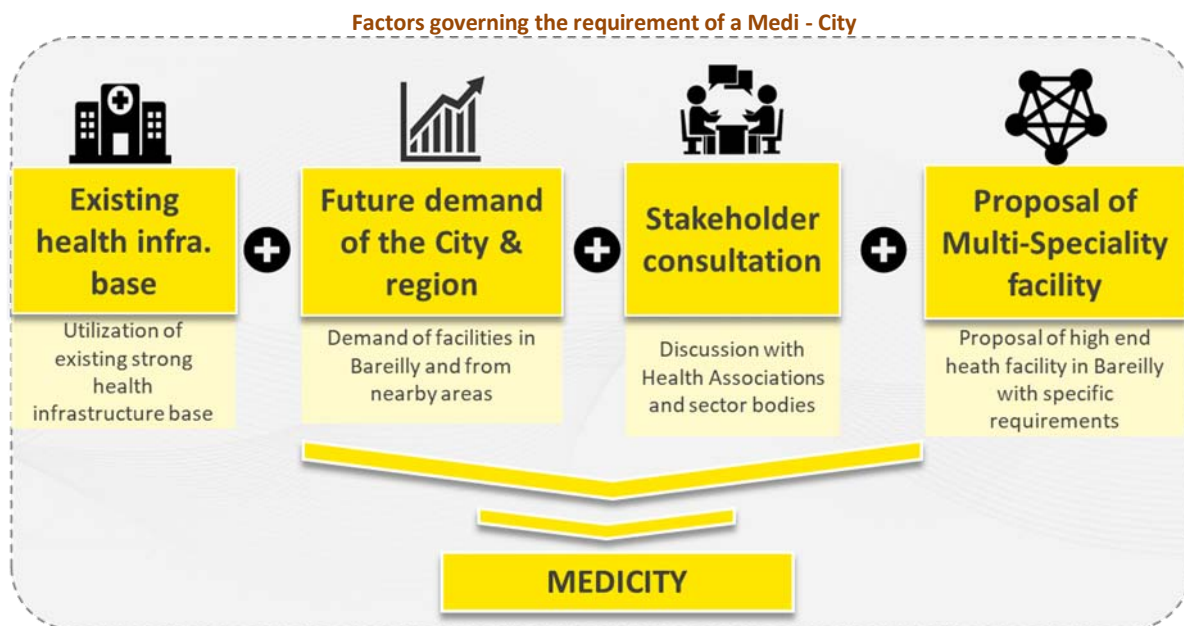 Factors governing the requirement of a Medi - City
Existing
health infra.
base
Utilization of
existing strong
health
infrastructure base
Future demand
of the City &
region
Demand of facilities in
Bareilly and from
nearby areas
Stakeholder
consultation
Discussion with
Health Associations
and sector bodies
Proposal of
Multi-Speciality
facility
Proposal of high end
heath facility in Bareilly
with specific
requirements
MEDICITY